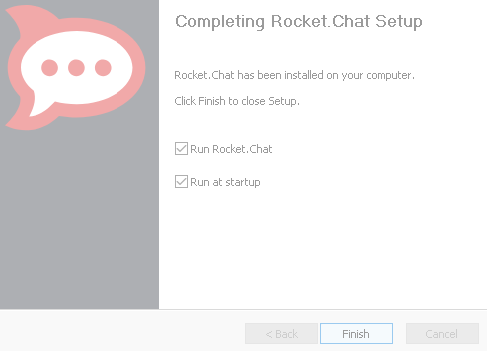 Completing Rocket.Chat Setup
Rocket.Chat has been installed on your computer.
Click Finish to close Setup.
Run Rocket.Chat
Run at startup
< Back
Finish
Cancel